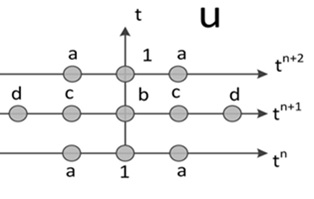 t u
a 1 a t^{n+2}
d c b c d t^{n+1}
a 1 a t^{n}